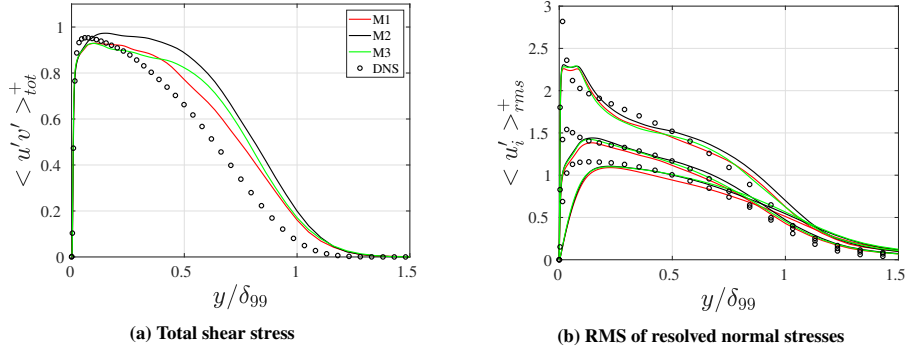 < u'v' >⁺tot
1
0.8
0.6
0.4
0.2
0
0 0.5 1 1.5
y/δ99
M1
M2
M3
DNS
(a) Total shear stress
< u'i >⁺rms
3
2.5
2
1.5
1
0.5
0
0 0.5 1 1.5
y/δ99
(b) RMS of resolved normal stresses